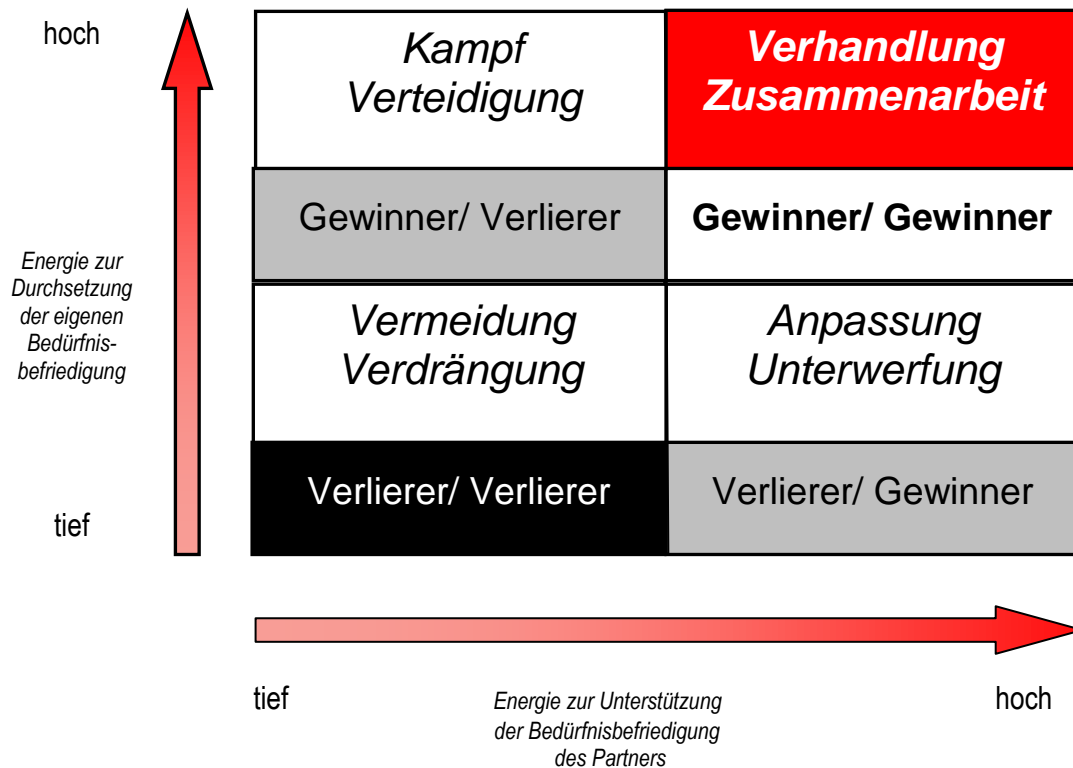 hoch
Kampf
Verteidigung
Verhandlung
Zusammenarbeit
Gewinner/ Verlierer
Gewinner/ Gewinner
Energie zur
Durchsetzung
der eigenen
Bedürfnis-
befriedigung
Vermeidung
Verdrängung
Anpassung
Unterwerfung
Verlierer/ Verlierer
Verlierer/ Gewinner
tief
tief
Energie zur Unterstützung
der Bedürfnisbefriedigung
des Partners
hoch